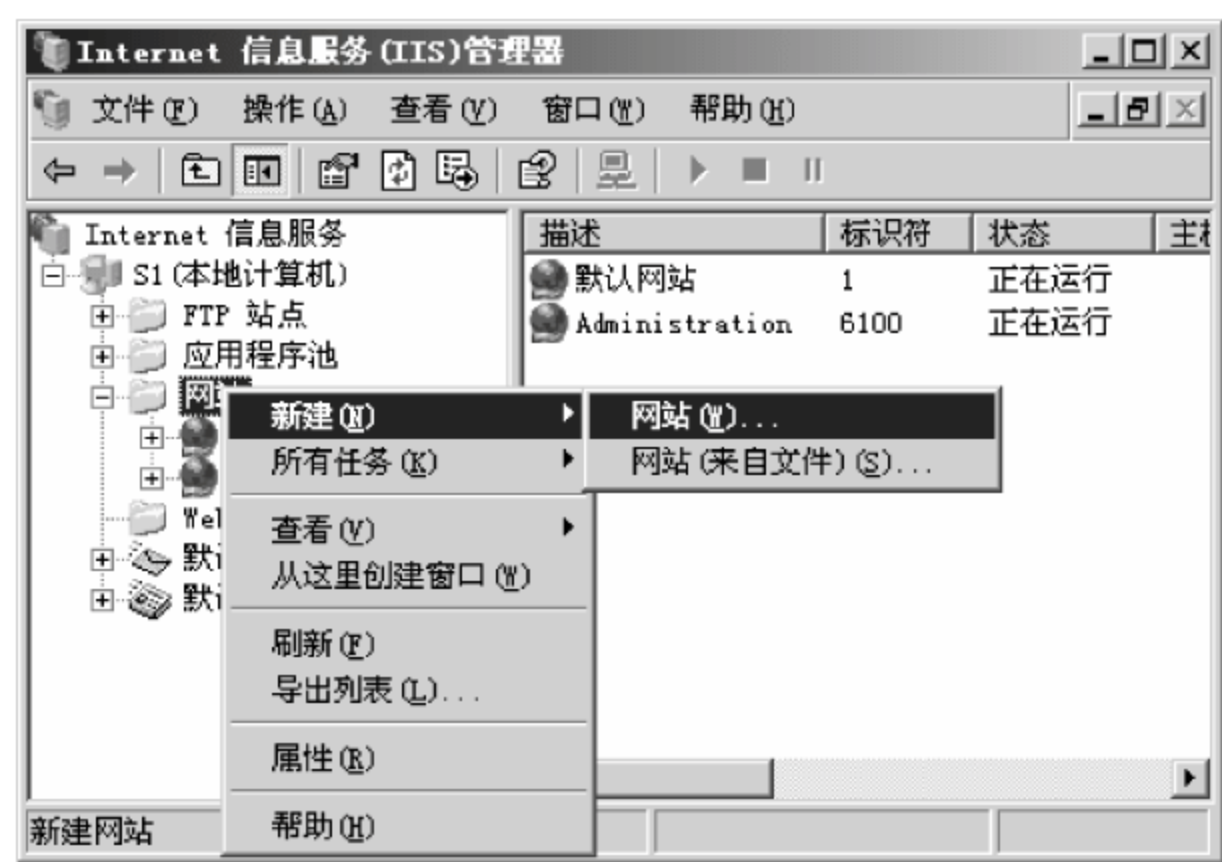 Internet 信息服务(IIS)管理器
文件(F) 操作(A) 查看(V) 窗口(W) 帮助(H)
Internet 信息服务
S1(本地计算机)
FTP 站点
应用程序池
描述 标识符 状态
默认网站 1 正在运行
Administration 6100 正在运行
新建(N)
网站(W)...
所有任务(K)
网站(来自文件)(S)...
查看(V)
从这里创建窗口(W)
刷新(F)
导出列表(L)...
属性(R)
帮助(H)
新建网站